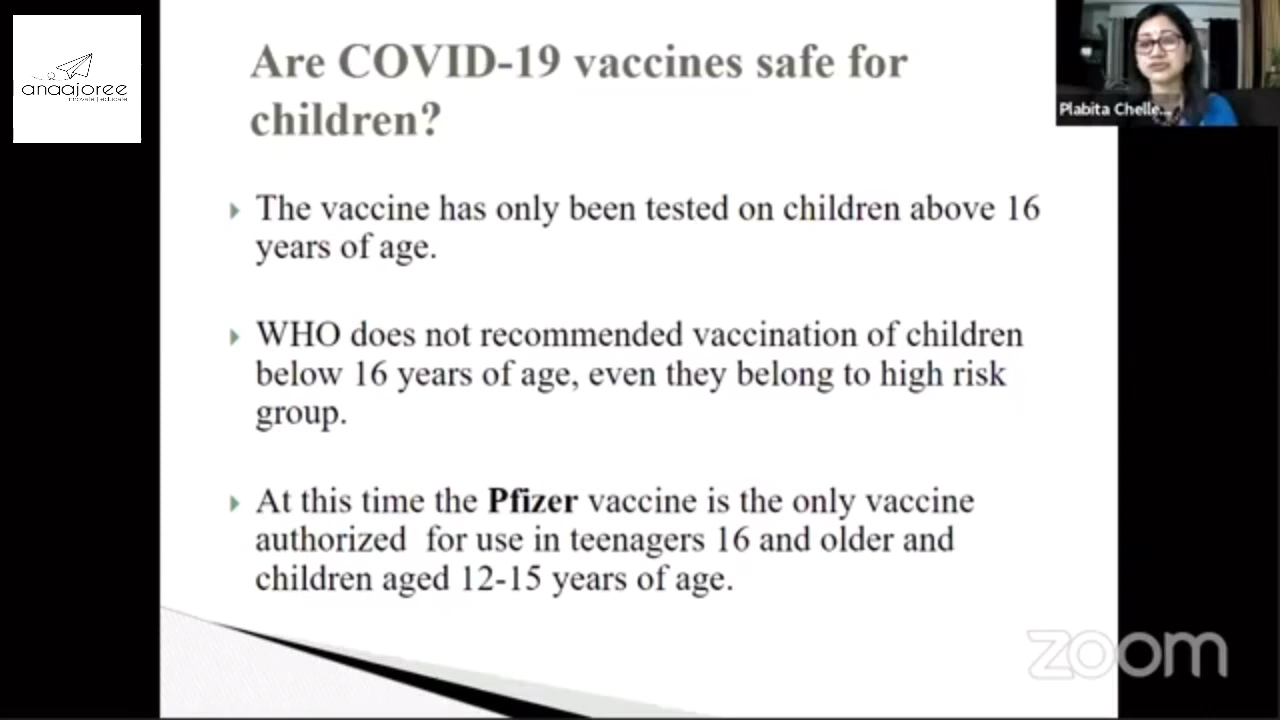 anaajoree
Are COVID-19 vaccines safe for
children?
Plabita Chelle...
The vaccine has only been tested on children above 16
years of age.
WHO does not recommended vaccination of children
below 16 years of age, even they belong to high risk
group.
At this time the Pfizer vaccine is the only vaccine
authorized for use in teenagers 16 and older and
children aged 12-15 years of age.
zoom